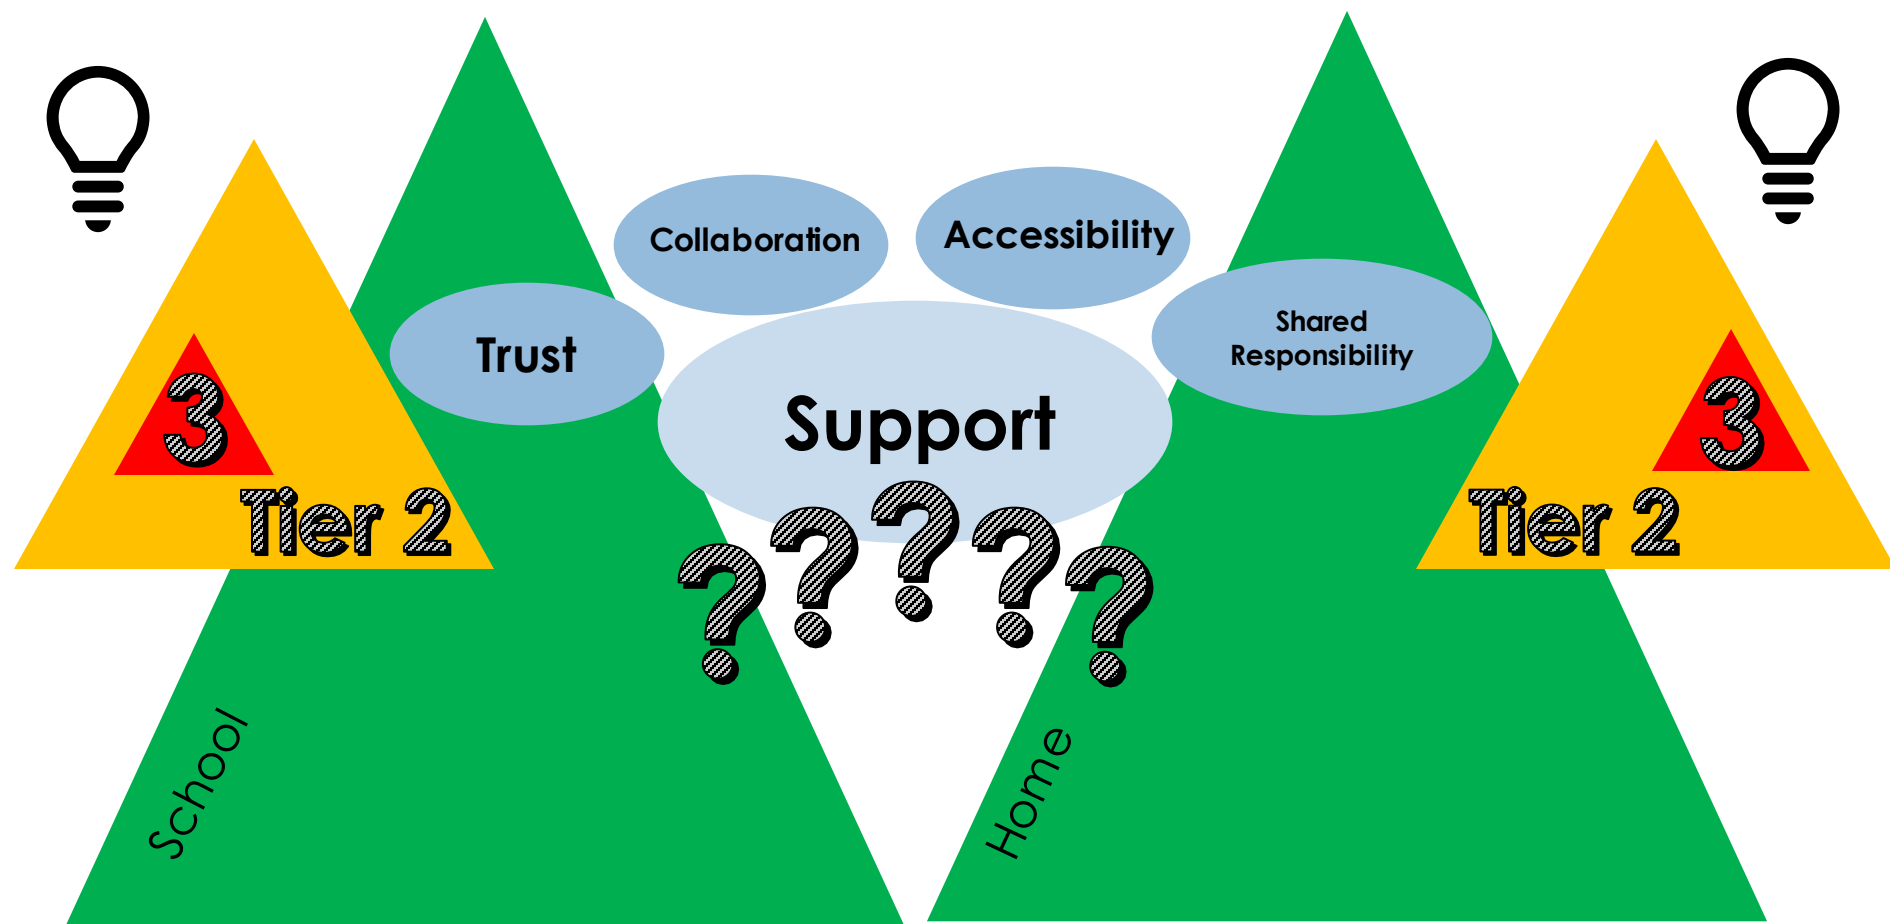 Collaboration
Accessibility
Trust
Shared
Responsibility
Support
3
3
Tier 2
Tier 2
? ? ? ? ?
School
Home